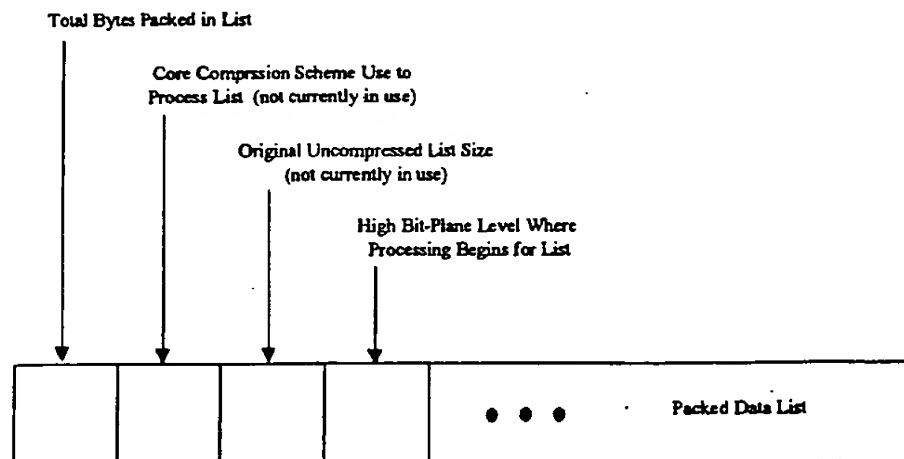 Total Bytes Packed in List
Core Comprssion Scheme Use to
Process List (not currently in use)
Original Uncompressed List Size
(not currently in use)
High Bit-Plane Level Where
Processing Begins for List
Packed Data List